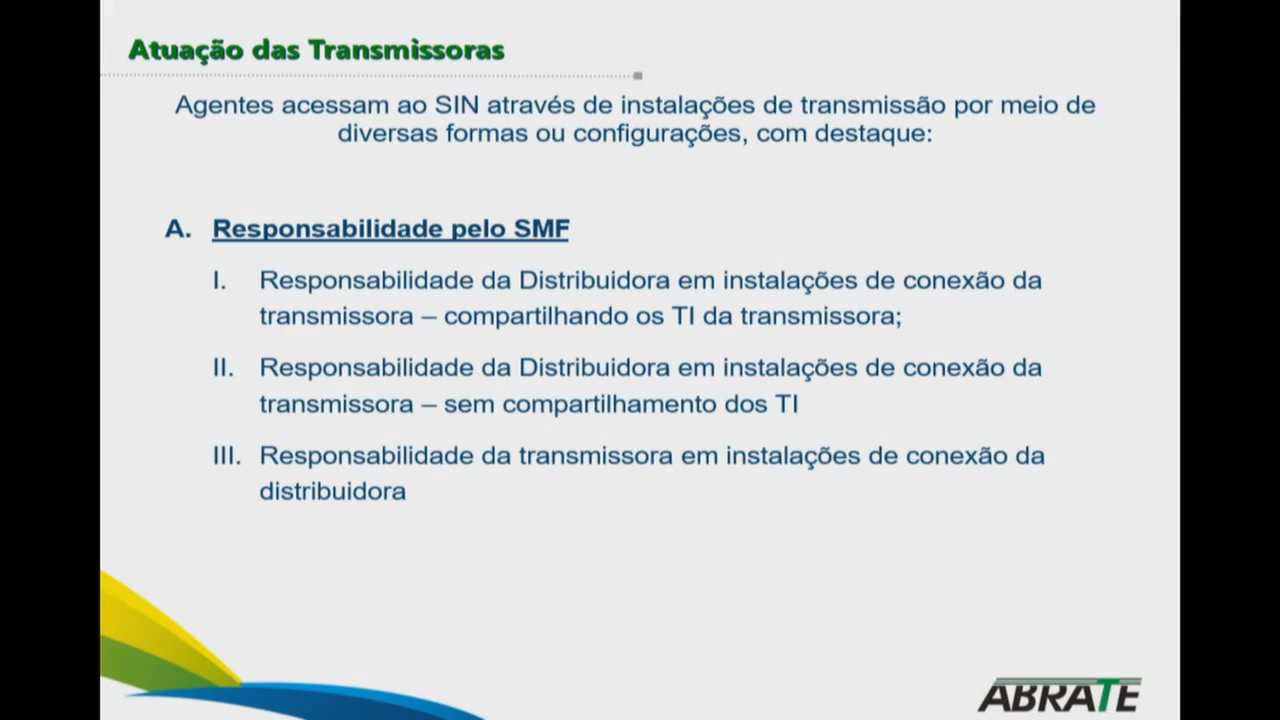 Atuação das Transmissoras
Agentes acessam ao SIN através de instalações de transmissão por meio de
diversas formas ou configurações, com destaque:
A. Responsabilidade pelo SMF
I. Responsabilidade da Distribuidora em instalações de conexão da
transmissora – compartilhando os TI da transmissora;
II. Responsabilidade da Distribuidora em instalações de conexão da
transmissora – sem compartilhamento dos TI
III. Responsabilidade da transmissora em instalações de conexão da
distribuidora
ABRATE